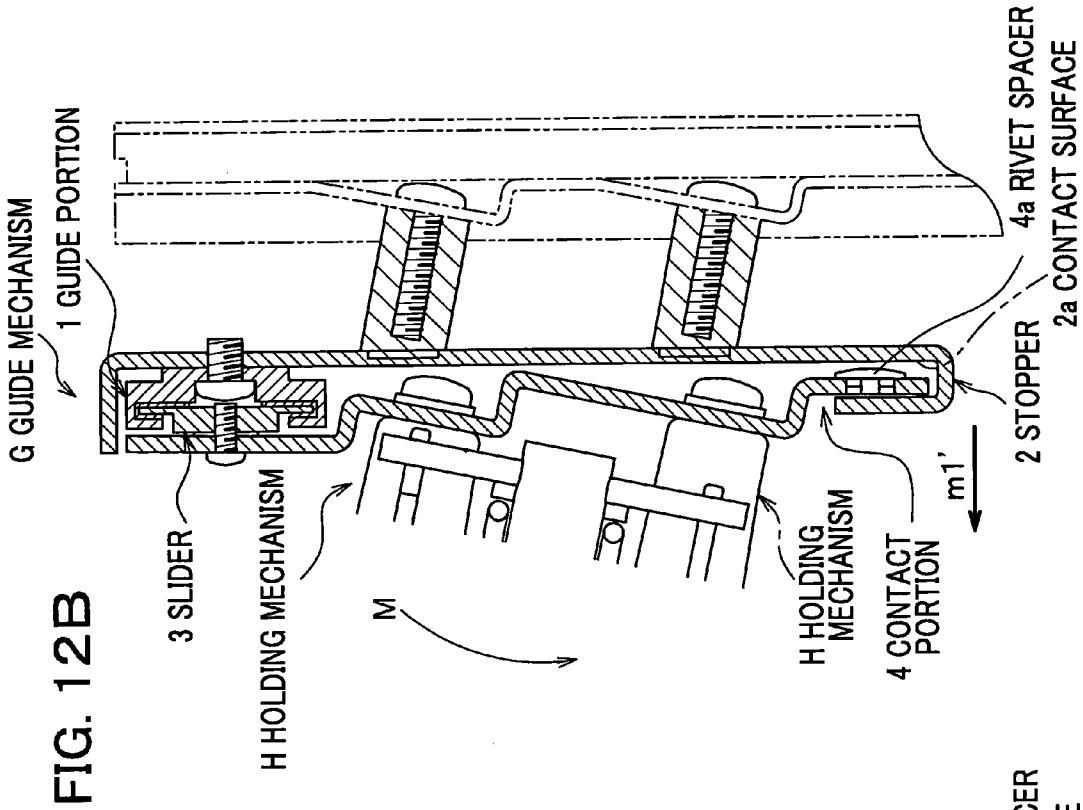 FIG. 12B
G GUIDE MECHANISM
1 GUIDE PORTION
3 SLIDER
H HOLDING MECHANISM
M
H HOLDING
MECHANISM
4 CONTACT
PORTION
m1'
2 STOPPER
2a CONTACT SURFACE
4a RIVET SPACER